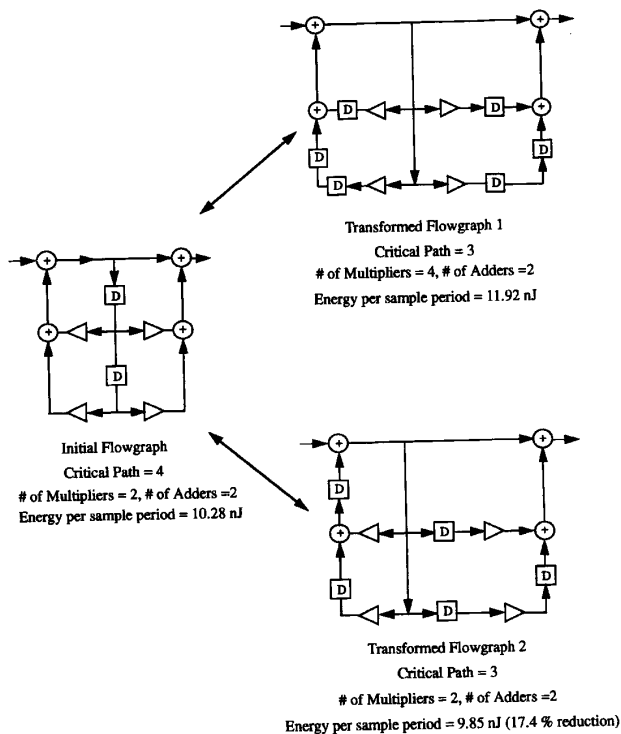 +
+
+
D
D
+
D
D
D
D
Transformed Flowgraph 1
Critical Path = 3
# of Multipliers = 4, # of Adders =2
Energy per sample period = 11.92 nJ
+
+
D
+
+
D
Initial Flowgraph
Critical Path = 4
# of Multipliers = 2, # of Adders =2
Energy per sample period = 10.28 nJ
+
+
D
+
D
+
D
D
D
Transformed Flowgraph 2
Critical Path = 3
# of Multipliers = 2, # of Adders =2
Energy per sample period = 9.85 nJ (17.4 % reduction)